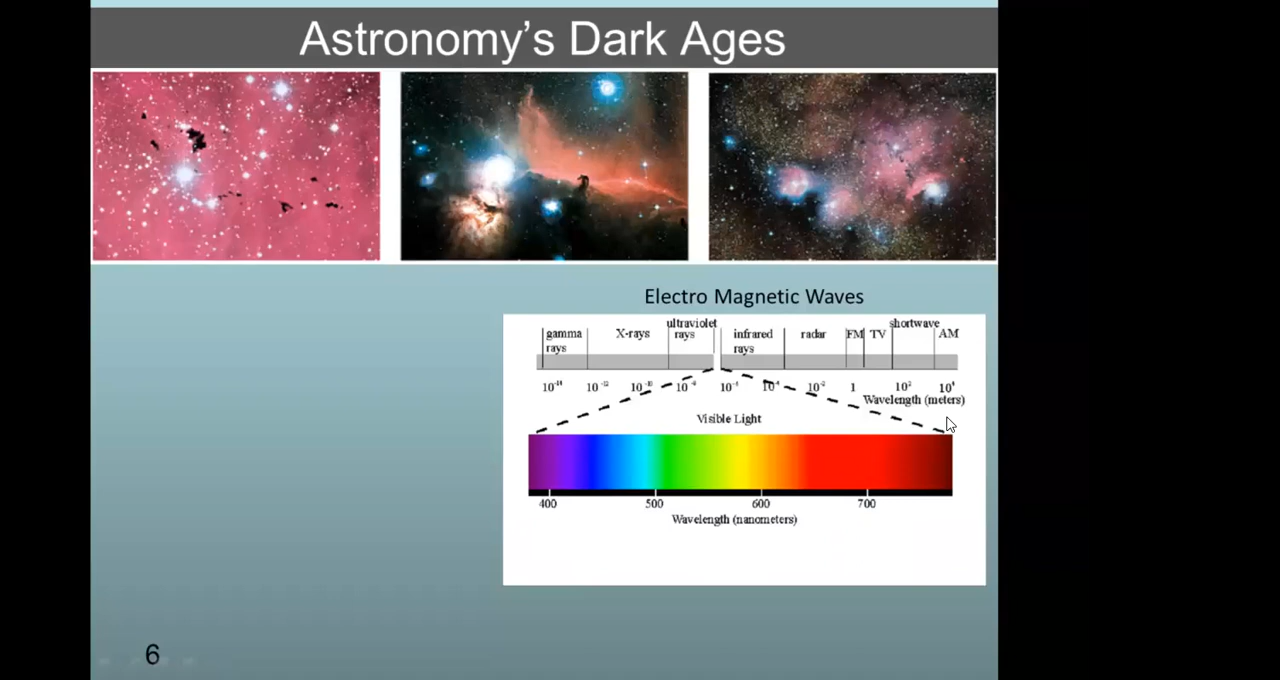 Astronomy's Dark Ages
Electro Magnetic Waves
gamma rays X-rays ultraviolet rays infrared rays radar FM TV shortwave AM
10⁻¹⁴ 10⁻¹² 10⁻¹⁰ 10⁻⁸ 10⁻⁴ 10⁻² 1 10² 10⁴
Wavelength (meters)
Visible Light
400 500 600 700
Wavelength (nanometers)
6